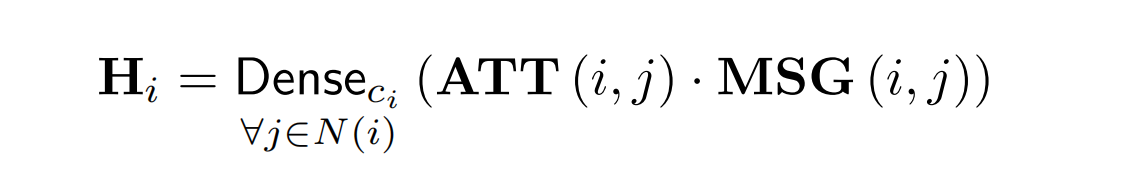 H_i = Dense_{c_i} (ATT (i, j) · MSG (i, j))
∀j∈N(i)